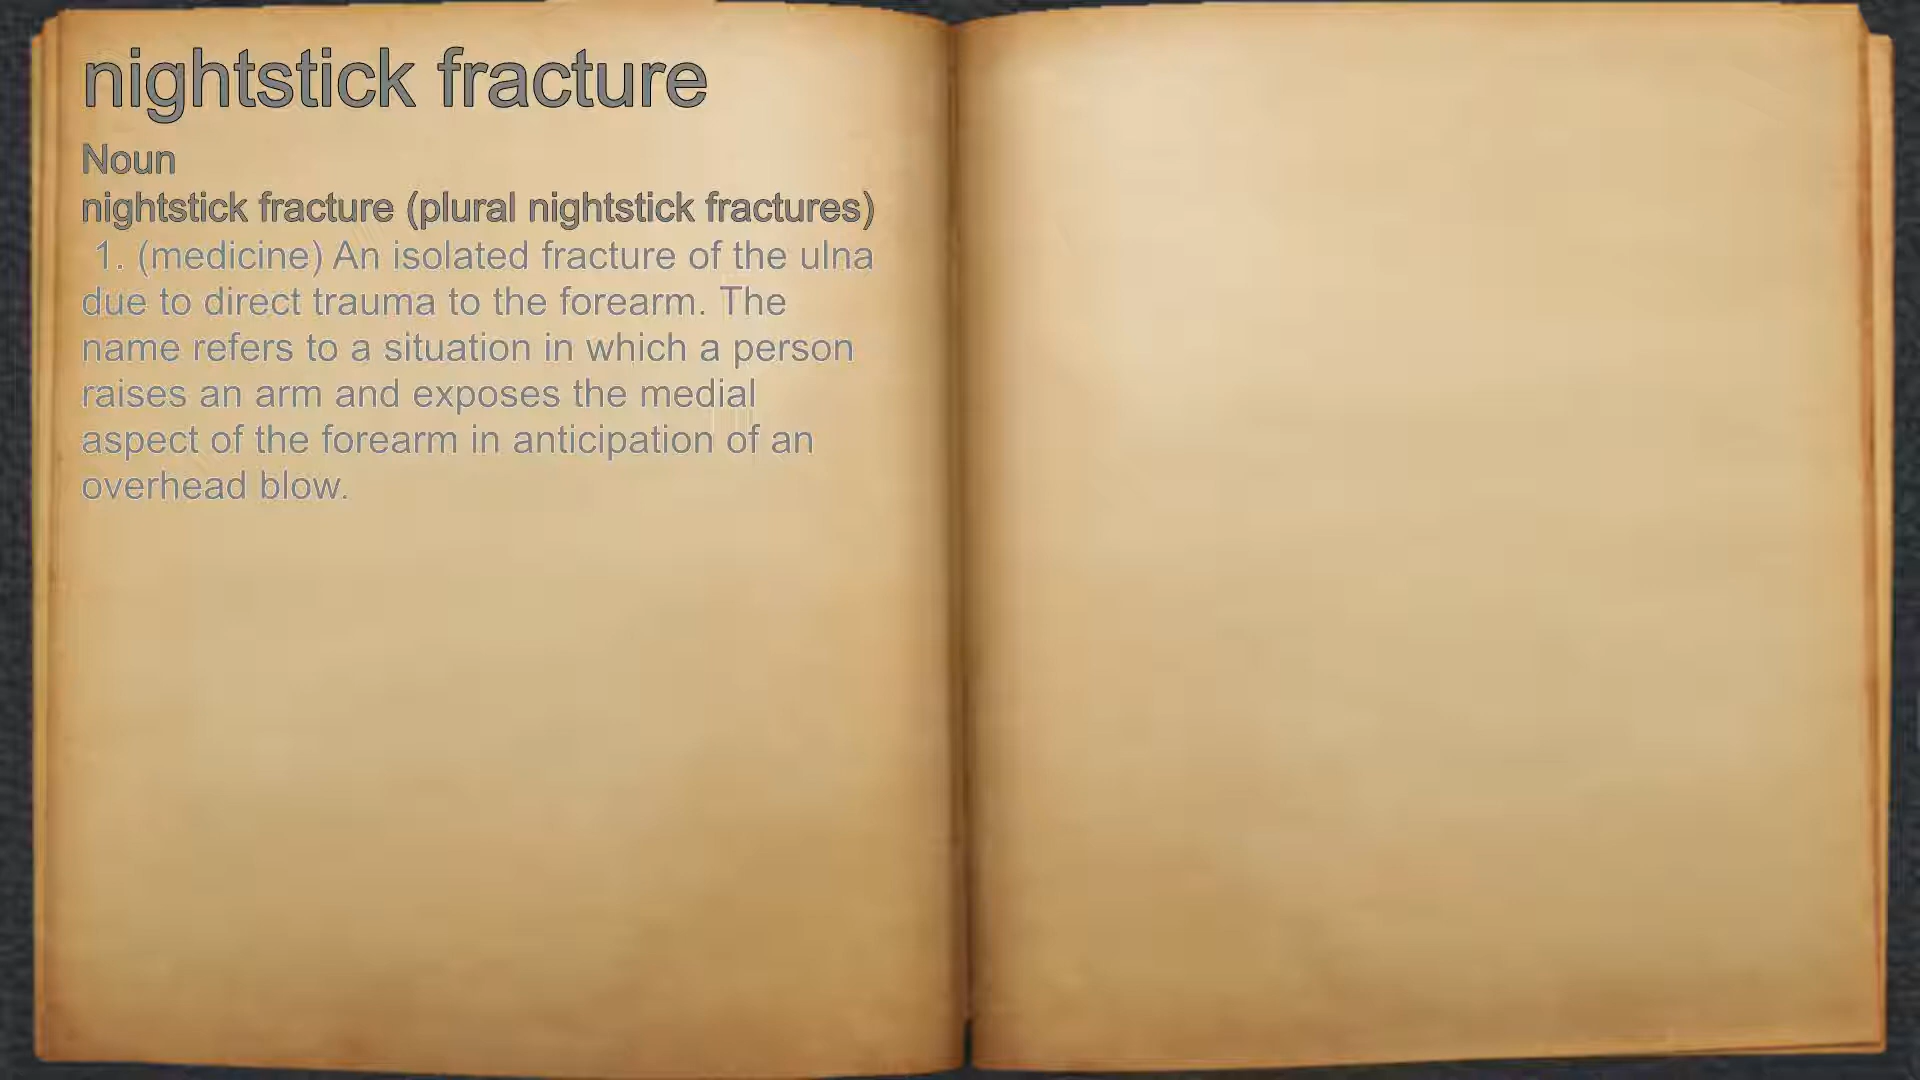 nightstick fracture
Noun
nightstick fracture (plural nightstick fractures)
1. (medicine) An isolated fracture of the ulna
due to direct trauma to the forearm. The
name refers to a situation in which a person
raises an arm and exposes the medial
aspect of the forearm in anticipation of an
overhead blow.